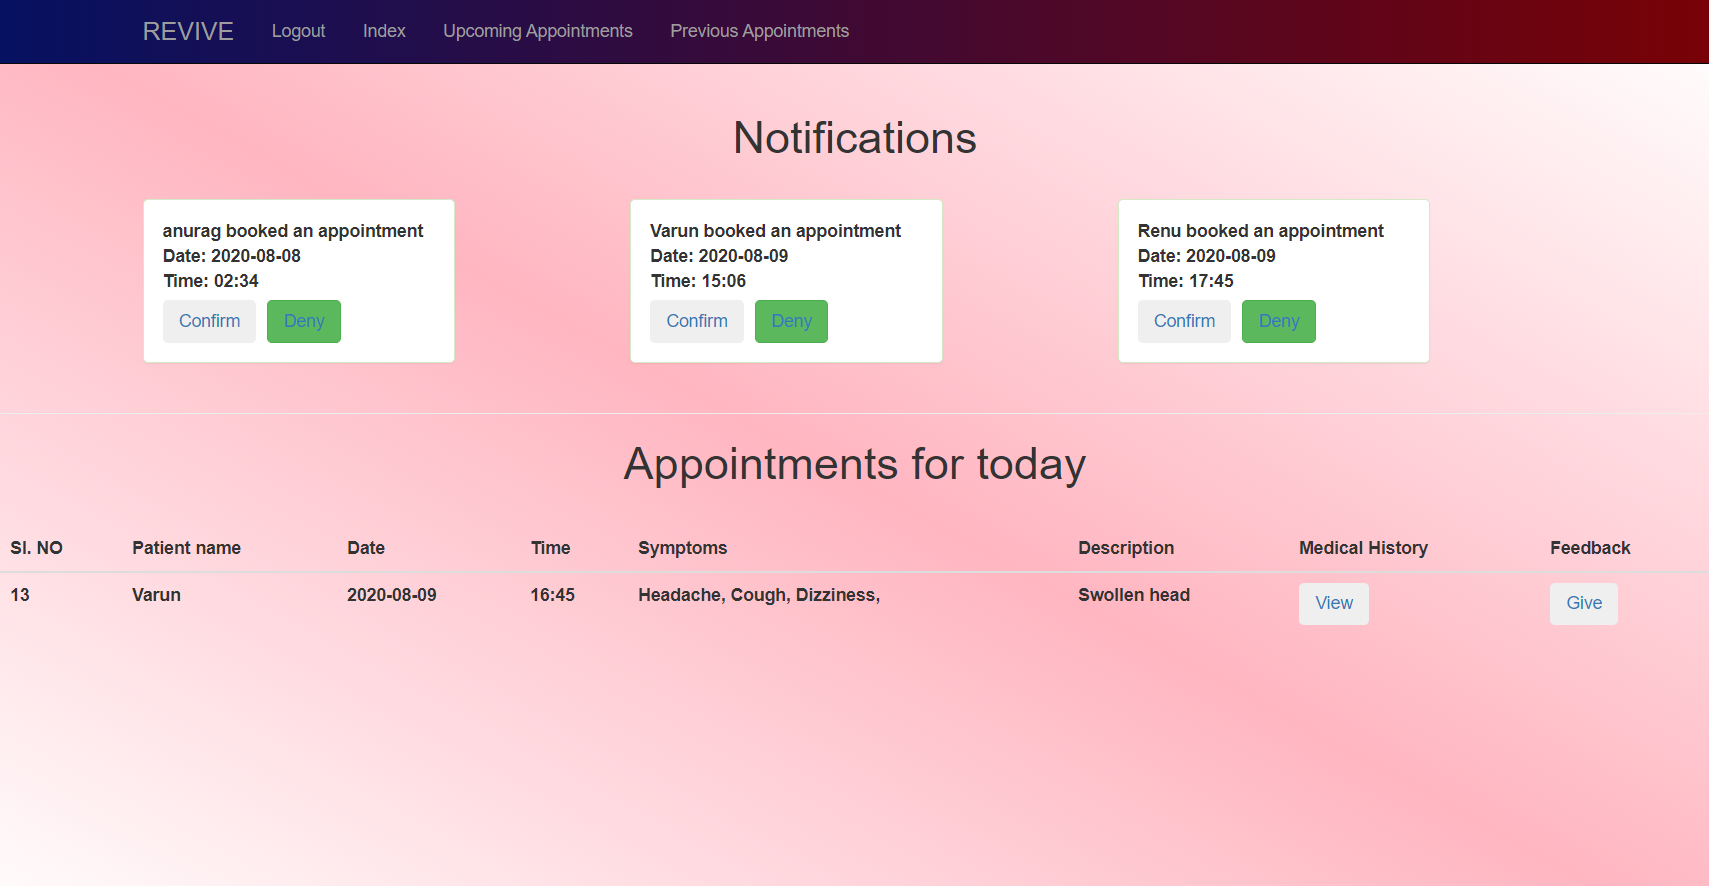 REVIVE Logout Index Upcoming Appointments Previous Appointments
Notifications
anurag booked an appointment
Date: 2020-08-08
Time: 02:34
Confirm Deny
Varun booked an appointment
Date: 2020-08-09
Time: 15:06
Confirm Deny
Renu booked an appointment
Date: 2020-08-09
Time: 17:45
Confirm Deny
Appointments for today
Sl. NO Patient name Date Time Symptoms Description Medical History Feedback
13 Varun 2020-08-09 16:45 Headache, Cough, Dizziness, Swollen head View Give